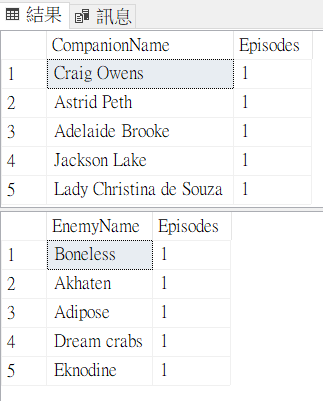 結果 訊息
CompanionName Episodes
1 Craig Owens 1
2 Astrid Peth 1
3 Adelaide Brooke 1
4 Jackson Lake 1
5 Lady Christina de Souza 1
EnemyName Episodes
1 Boneless 1
2 Akhaten 1
3 Adipose 1
4 Dream crabs 1
5 Eknodine 1